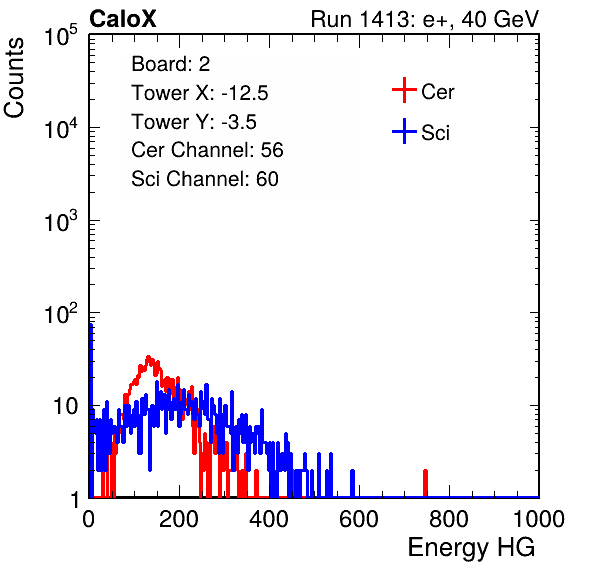 CaloX Run 1413: e+, 40 GeV
Counts
Board: 2
Tower X: -12.5
Tower Y: -3.5
Cer Channel: 56
Sci Channel: 60
Cer
Sci
10^5
10^4
10^3
10^2
10
1
0 200 400 600 800 1000
Energy HG